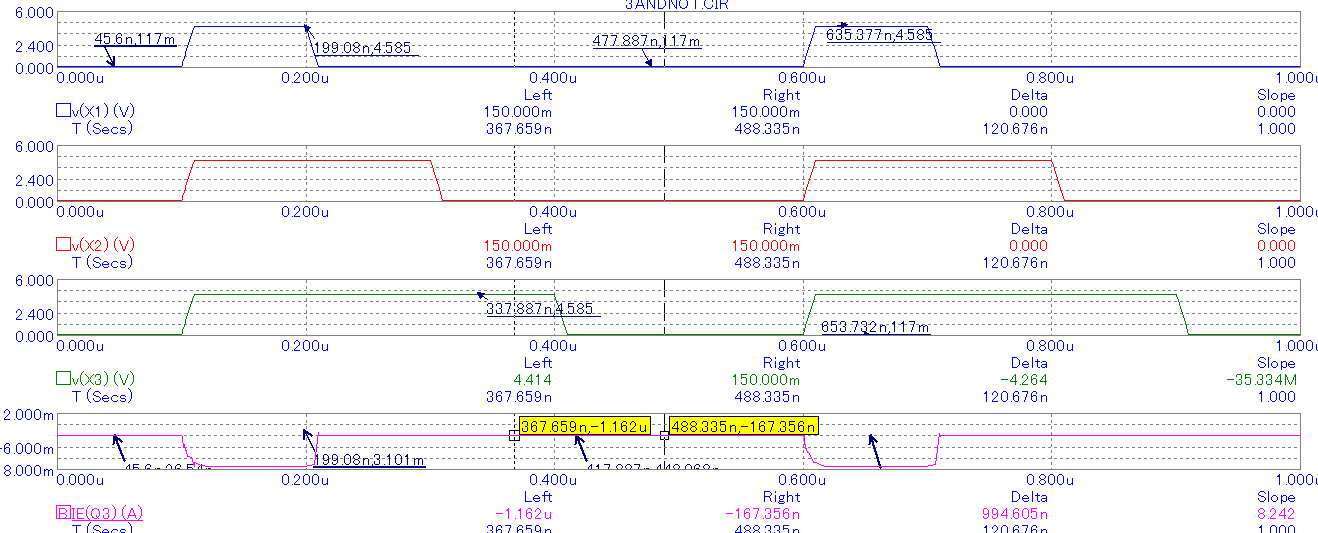 3ANDNOT.CIR
6.000
45.6n,117m 199.08n,4.585 477.887n,117m 635.377n,4.585
2.400
0.000
0.000u 0.200u 0.400u 0.600u 0.800u 1.000u
Left Right Delta Slope
v(X1) (V) 150.000m 150.000m 0.000 0.000
T (Secs) 367.659n 488.335n 120.676n 1.000
6.000
2.400
0.000
0.000u 0.200u 0.400u 0.600u 0.800u 1.000u
Left Right Delta Slope
v(X2) (V) 150.000m 150.000m 0.000 0.000
T (Secs) 367.659n 488.335n 120.676n 1.000
6.000
337.887n,4.585
2.400
653.732n,117m
0.000
0.000u 0.200u 0.400u 0.600u 0.800u 1.000u
Left Right Delta Slope
v(X3) (V) 4.414 150.000m -4.264 -35.334M
T (Secs) 367.659n 488.335n 120.676n 1.000
2.000m
367.659n,-1.162u 488.335n,-167.356n
-6.000m
199.08n,3.101m
8.000m
0.000u 0.200u 0.400u 0.600u 0.800u 1.000u
Left Right Delta Slope
IE(Q3) (A) -1.162u -167.356n 994.605n 8.242
T (Secs) 367.659n 488.335n 120.676n 1.000